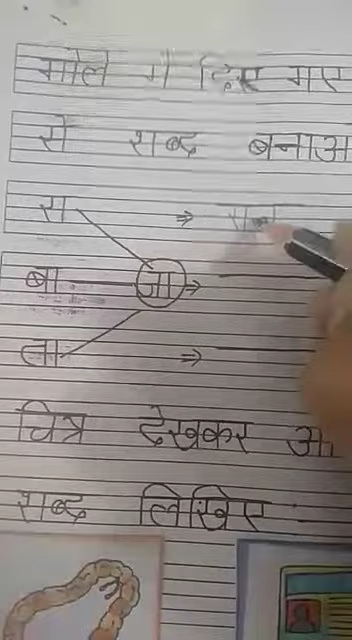 गोले में दिए गए
से शब्द बनाअ
रा ⇒
बा जा ⇒
ता ⇒
चित्र देखकर
शब्द लिखिए